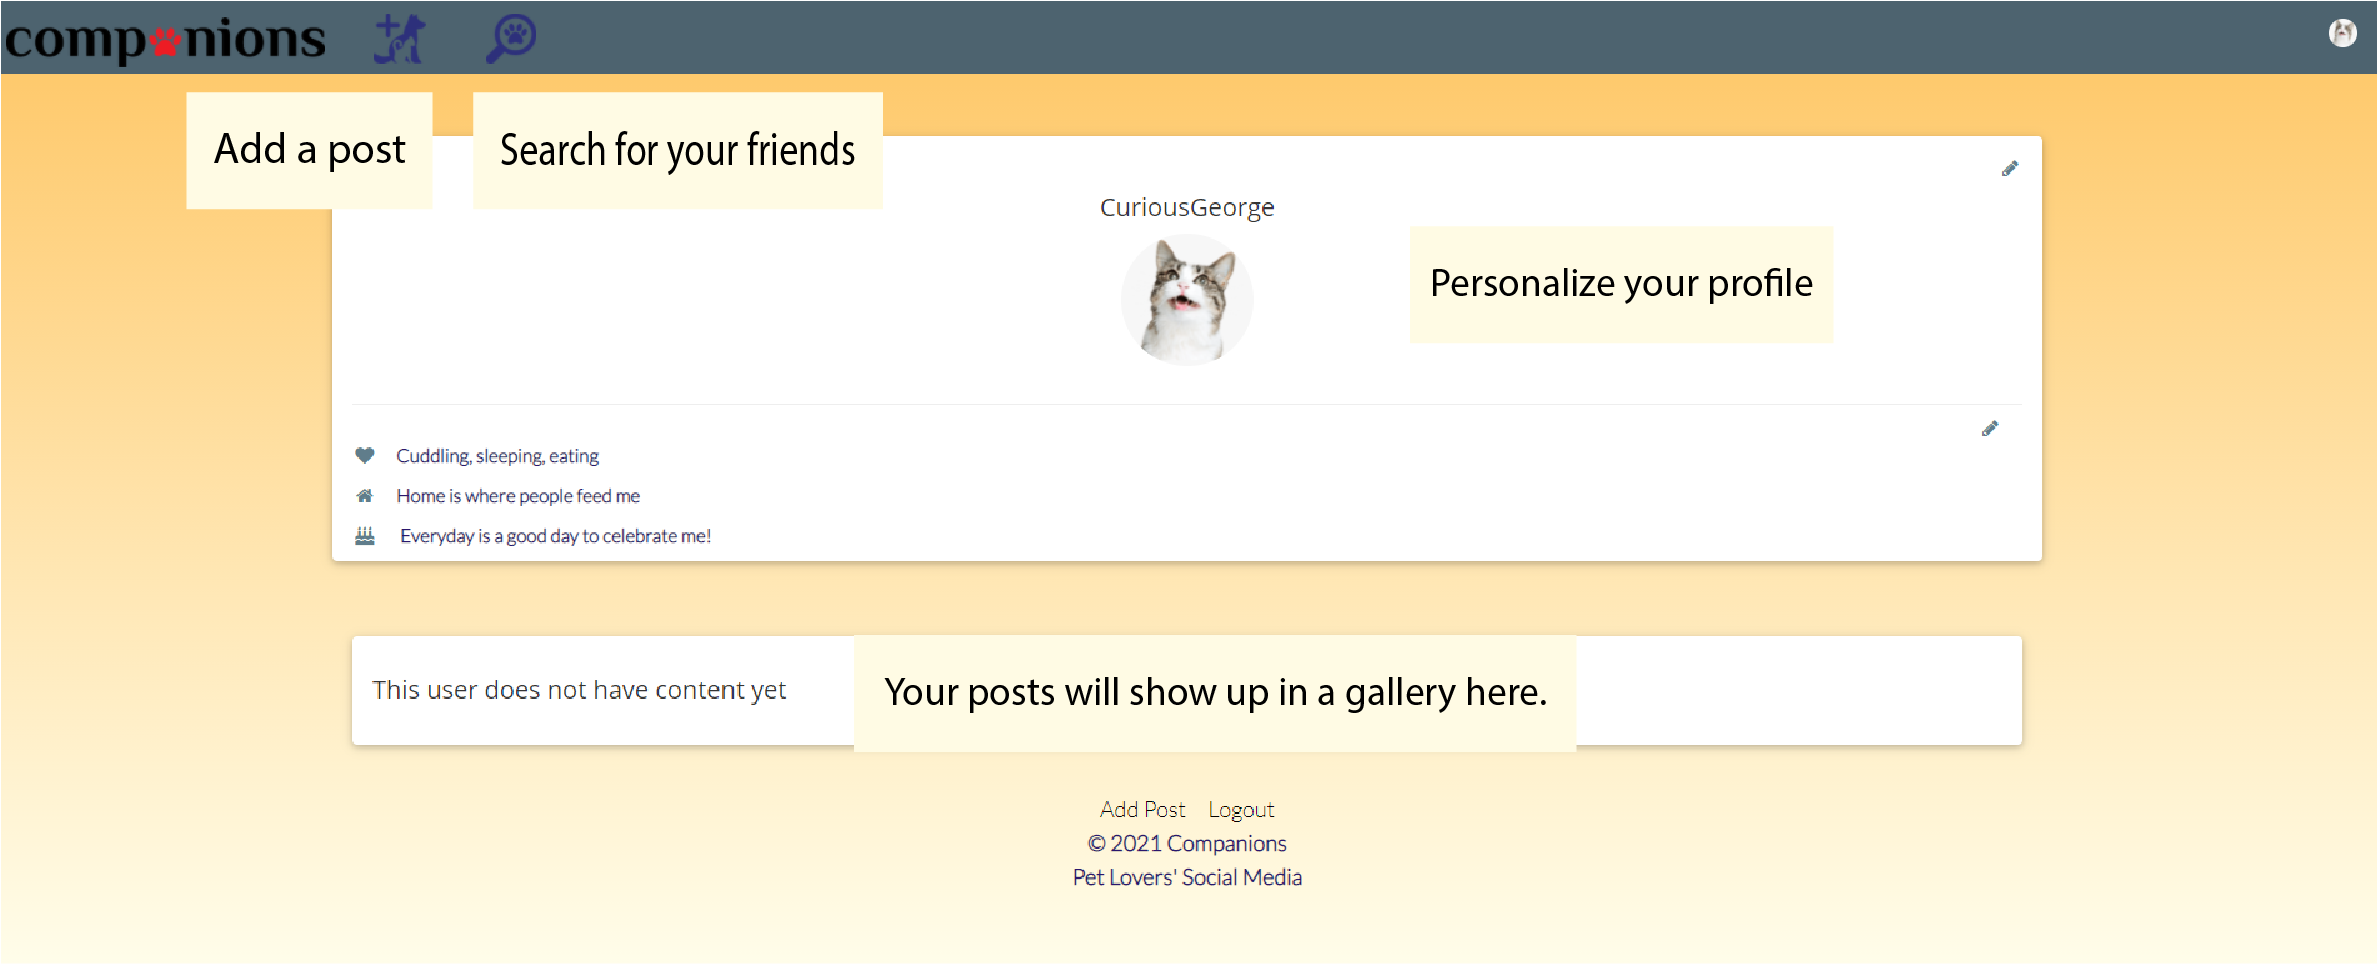 companions
Add a post
Search for your friends
CuriousGeorge
Personalize your profile
Cuddling, sleeping, eating
Home is where people feed me
Everyday is a good day to celebrate me!
This user does not have content yet
Your posts will show up in a gallery here.
Add Post Logout
© 2021 Companions
Pet Lovers' Social Media